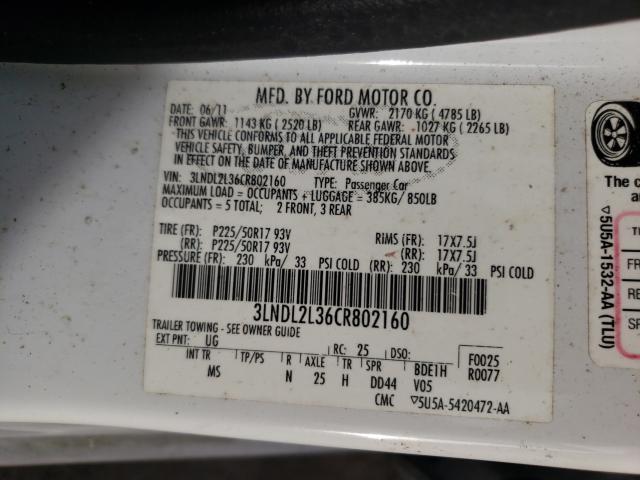 MFD. BY FORD MOTOR CO.
DATE: 06/11 GVWR: 2170 KG (4785 LB)
FRONT GAWR: 1143 KG (2520 LB) REAR GAWR: 1027 KG (2265 LB)
THIS VEHICLE CONFORMS TO ALL APPLICABLE FEDERAL MOTOR
VEHICLE SAFETY, BUMPER, AND THEFT PREVENTION STANDARDS
IN EFFECT ON THE DATE OF MANUFACTURE SHOWN ABOVE.
VIN: 3LNDL2L36CR802160 TYPE: Passenger Car
MAXIMUM LOAD = OCCUPANTS + LUGGAGE = 385KG/ 850LB
OCCUPANTS = 5 TOTAL; 2 FRONT, 3 REAR
TIRE (FR): P225/50R17 93V RIMS (FR): 17X7.5J
(RR): P225/50R17 93V (RR): 17X7.5J
PRESSURE (FR): 230 kPa/ 33 PSI COLD (RR): 230 kPa/ 33 PSI COLD
3LNDL2L36CR802160
TRAILER TOWING - SEE OWNER GUIDE
EXT PNT: UG RC: 25 DSO: F0025
INT TR TP/PS R AXLE TR SPR BDE1H R0077
MS N 25 H DD44 V05
CMC ▽5U5A-5420472-AA
The c
▽5U5A-1532-AA (TLU)
FR
RE
SP